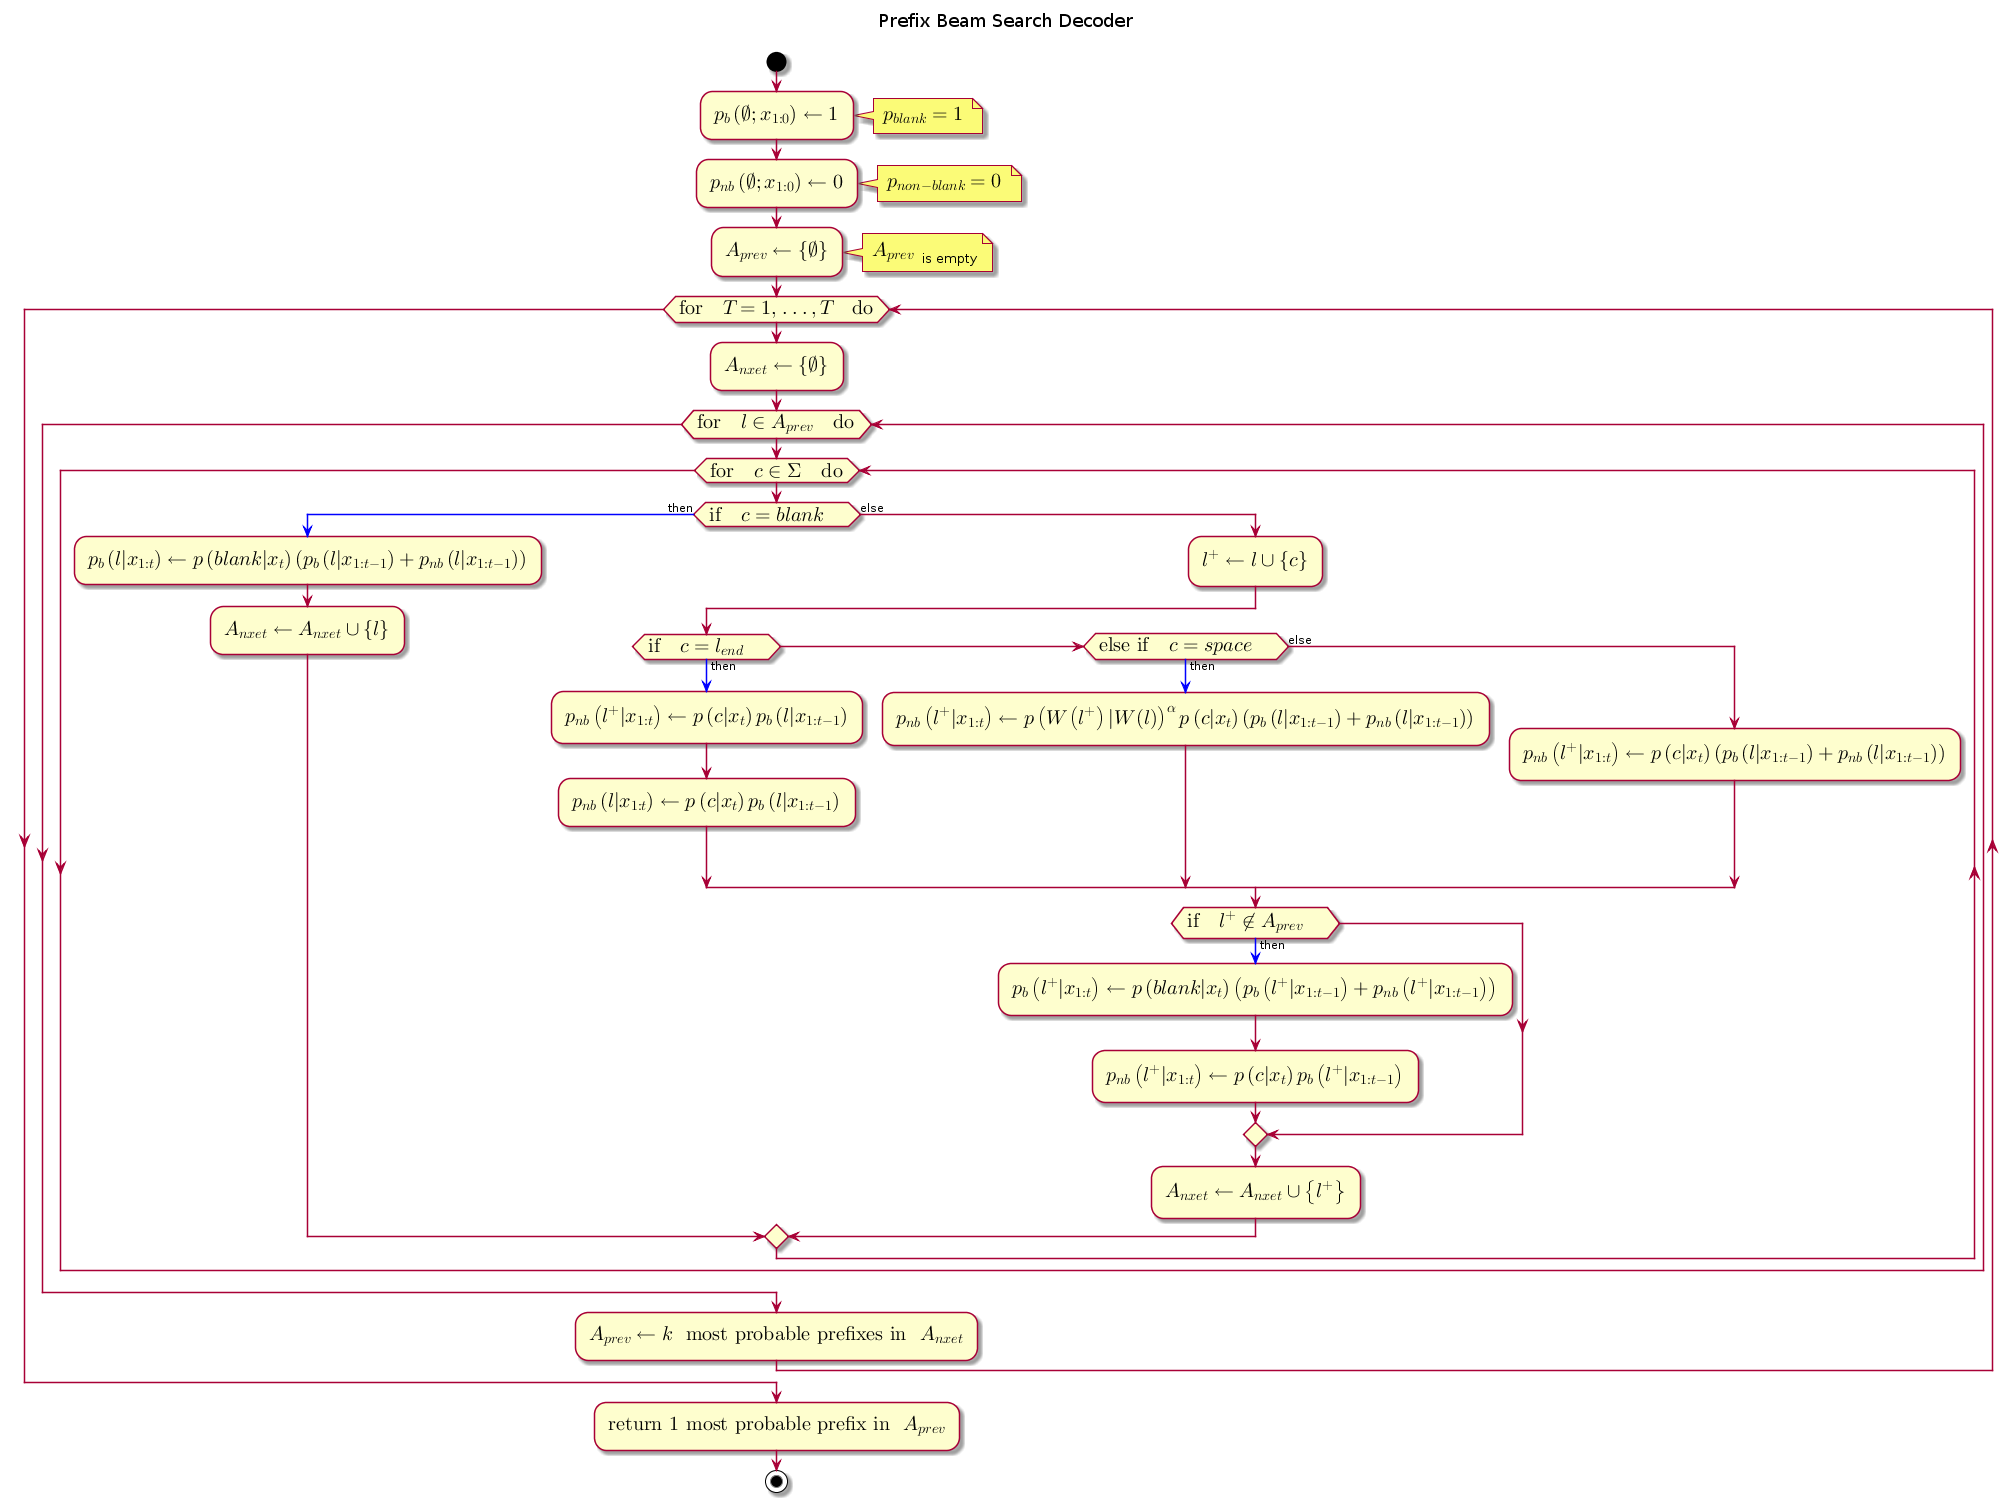 Prefix Beam Search Decoder
p_b (∅; x_{1:0}) ← 1
p_{blank} = 1
p_{nb} (∅; x_{1:0}) ← 0
p_{non−blank} = 0
A_{prev} ← {∅}
A_{prev} is empty
for T = 1, . . . , T do
A_{nxet} ← {∅}
for l ∈ A_{prev} do
for c ∈ Σ do
then
if c = blank
else
p_b (l|x_{1:t}) ← p (blank|x_t) (p_b (l|x_{1:t−1}) + p_{nb} (l|x_{1:t−1}))
l^+ ← l ∪ {c}
A_{nxet} ← A_{nxet} ∪ {l}
if c = l_{end}
then
else if c = space
then
else
p_{nb} (l^+|x_{1:t}) ← p (c|x_t) p_b (l|x_{1:t−1})
p_{nb} (l^+|x_{1:t}) ← p (W (l^+) |W(l))^α p (c|x_t) (p_b (l|x_{1:t−1}) + p_{nb} (l|x_{1:t−1}))
p_{nb} (l^+|x_{1:t}) ← p (c|x_t) (p_b (l|x_{1:t−1}) + p_{nb} (l|x_{1:t−1}))
p_{nb} (l|x_{1:t}) ← p (c|x_t) p_b (l|x_{1:t−1})
if l^+ ∉ A_{prev}
then
p_b (l^+|x_{1:t}) ← p (blank|x_t) (p_b (l^+|x_{1:t−1}) + p_{nb} (l^+|x_{1:t−1}))
p_{nb} (l^+|x_{1:t}) ← p (c|x_t) p_b (l^+|x_{1:t−1})
A_{nxet} ← A_{nxet} ∪ {l^+}
A_{prev} ← k most probable prefixes in A_{nxet}
return 1 most probable prefix in A_{prev}